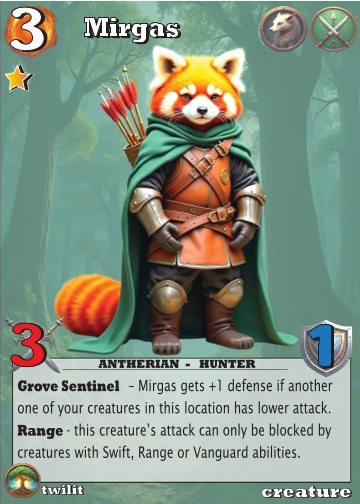 3 Mirgas
3 1
ANTHERIAN - HUNTER
Grove Sentinel - Mirgas gets +1 defense if another
one of your creatures in this location has lower attack.
Range - this creature's attack can only be blocked by
creatures with Swift, Range or Vanguard abilities.
twilit creature